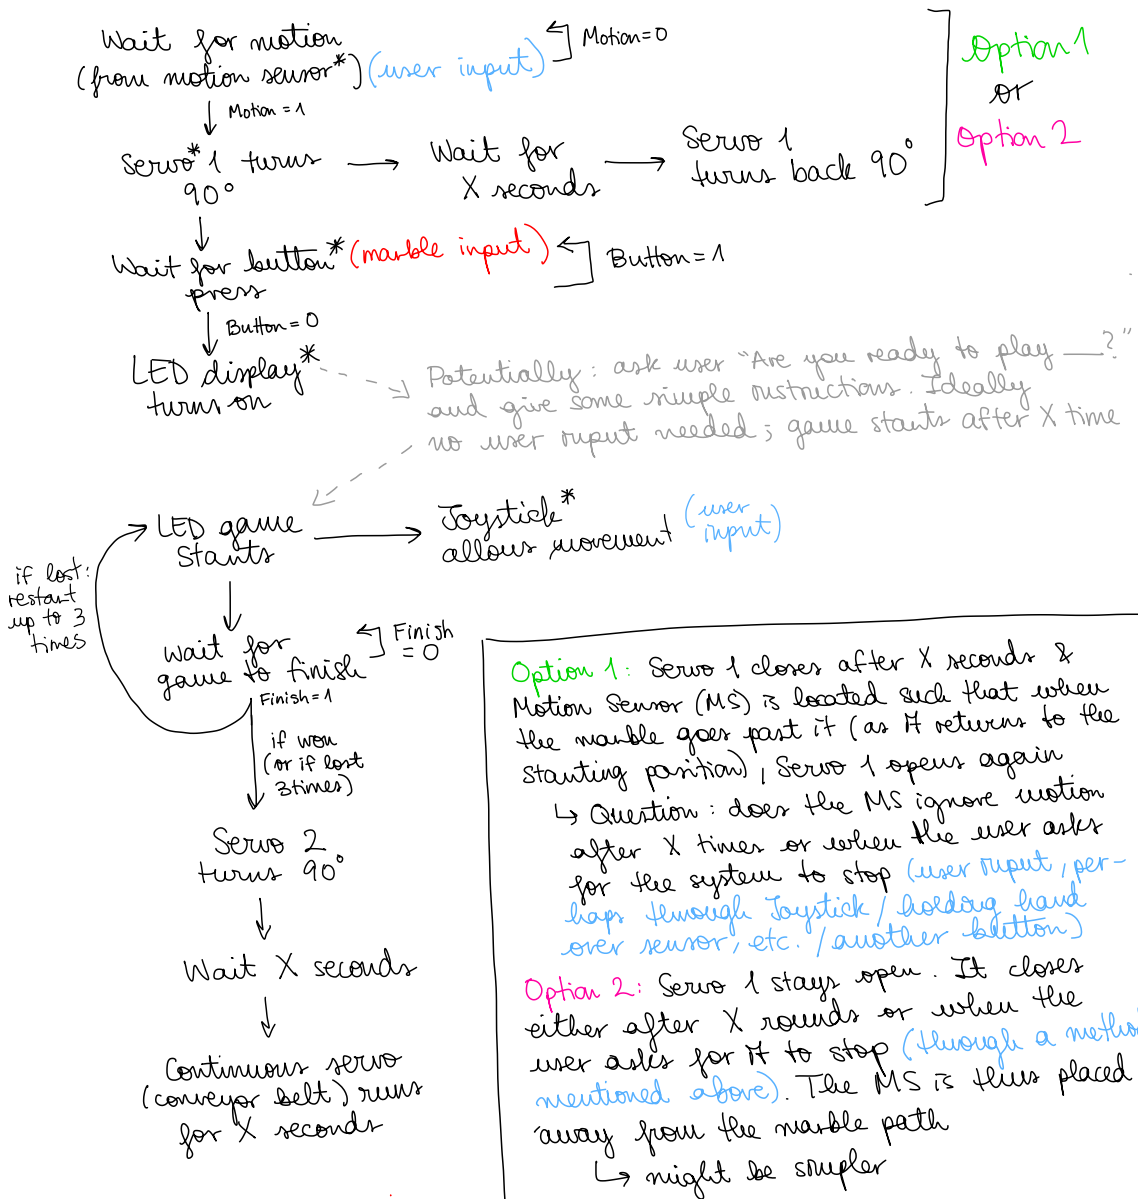 Wait for motion
(from motion sensor*) (user input)
Motion=0
Motion=1
Option 1
or
Option 2
Servo* 1 turns
90°
Wait for
X seconds
Servo 1
turns back 90°
Wait for button* (marble input)
press
Button=1
Button=0
LED display*
turns on
Potentially: ask user "Are you ready to play __?"
and give some simple instructions. Ideally
no user input needed; game starts after X time
LED game
starts
Joystick*
allows movement
(user
input)
if lost:
restart
up to 3
times
wait for
game to finish
Finish
=0
Finish=1
if won
(or if lost
3 times)
Servo 2
turns 90°
Wait X seconds
Continuous servo
(conveyor belt) runs
for X seconds
Option 1: Servo 1 closes after X seconds &
Motion Sensor (MS) is located such that when
the marble goes past it (as it returns to the
starting position), Servo 1 opens again
↳ Question: does the MS ignore motion
after X times or when the user asks
for the system to stop (user input, per-
haps through Joystick/holding hand
over sensor, etc./another button)
Option 2: Servo 1 stays open. It closes
either after X rounds or when the
user asks for it to stop (through a metho
mentioned above). The MS is thus placed
away from the marble path
↳ might be simpler